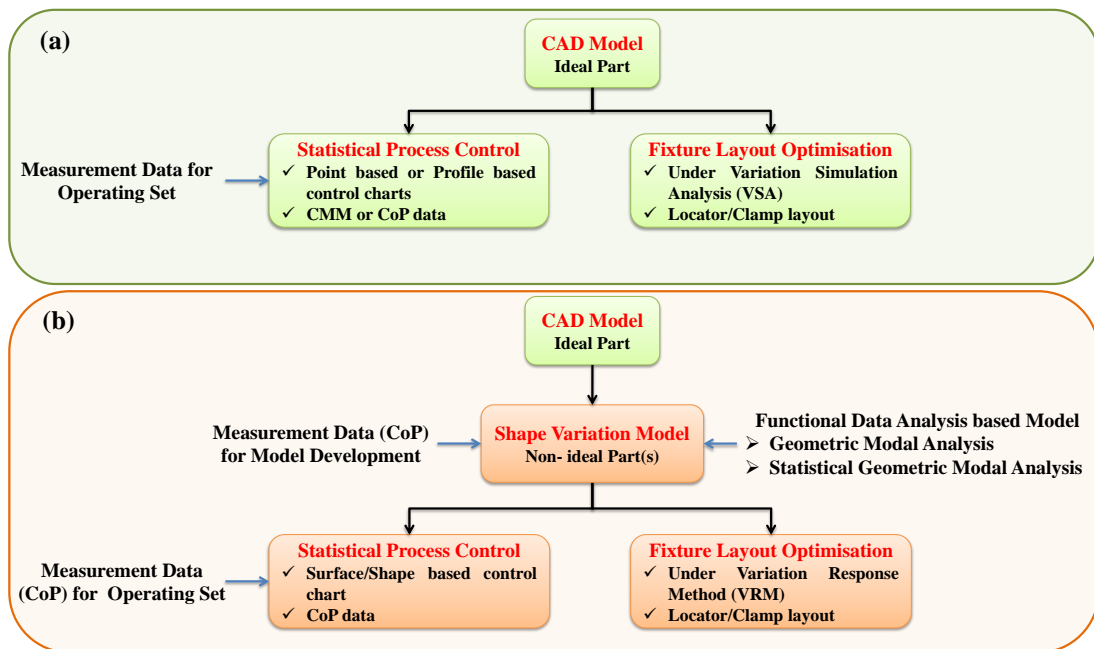 (a)
CAD Model
Ideal Part
Measurement Data for
Operating Set
Statistical Process Control
✓ Point based or Profile based
control charts
✓ CMM or CoP data
Fixture Layout Optimisation
✓ Under Variation Simulation
Analysis (VSA)
✓ Locator/Clamp layout
(b)
CAD Model
Ideal Part
Measurement Data (CoP)
for Model Development
Shape Variation Model
Non- ideal Part(s)
Functional Data Analysis based Model
➢ Geometric Modal Analysis
➢ Statistical Geometric Modal Analysis
Measurement Data
(CoP) for Operating Set
Statistical Process Control
✓ Surface/Shape based control
chart
✓ CoP data
Fixture Layout Optimisation
✓ Under Variation Response
Method (VRM)
✓ Locator/Clamp layout